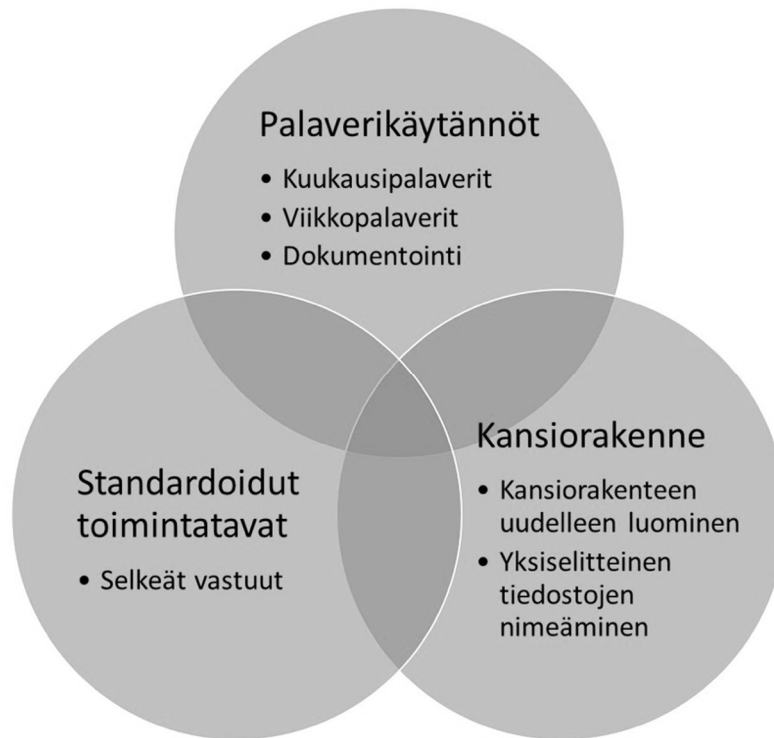 Palaverikäytännöt
• Kuukausipalaverit
• Viikkopalaverit
• Dokumentointi
Standardoidut
toimintatavat
• Selkeät vastuut
Kansiorakenne
• Kansiorakenteen
uudelleen luominen
• Yksiselitteinen
tiedostojen
nimeäminen